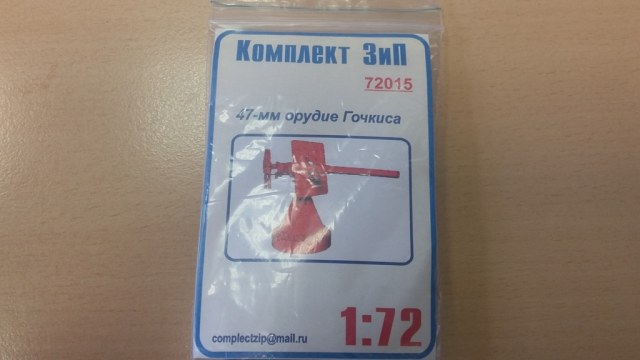 Комплект ЗиП
72015
47-мм орудие Гочкиса
complectzip@mail.ru
1:72